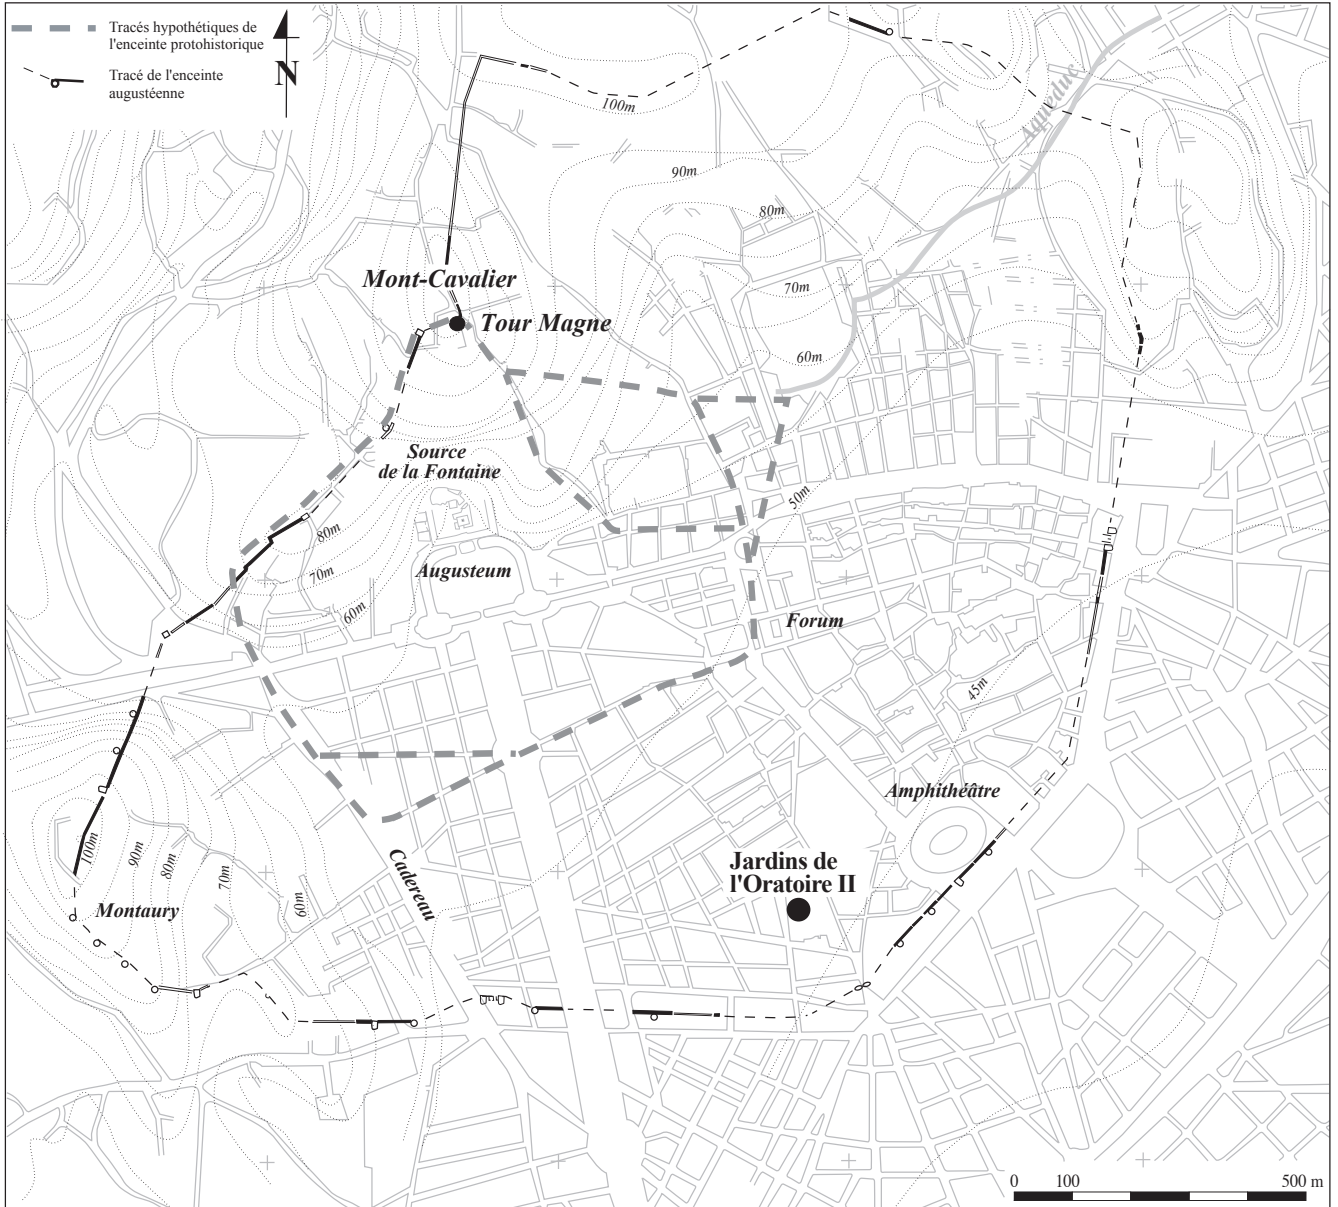 Tracés hypothétiques de
l'enceinte protohistorique
Tracé de l'enceinte
augustéenne
N
100m
Aqueduc
90m
80m
Mont-Cavalier
70m
Tour Magne
60m
Source
de la Fontaine
50m
80m
Augusteum
70m
60m
Forum
45m
Amphithéâtre
100m
90m
80m
70m
60m
Cadereau
Jardins de
l'Oratoire II
Montaury
0 100 500 m